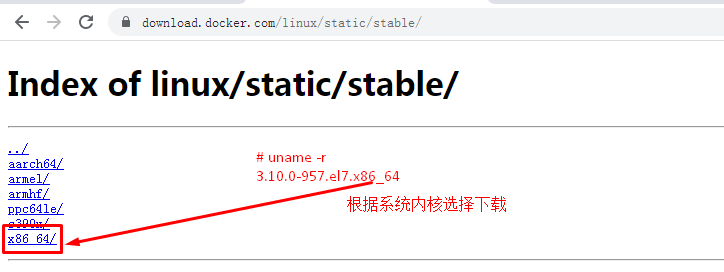 download.docker.com/linux/static/stable/
Index of linux/static/stable/
../
aarch64/
armel/
armhf/
ppc64le/
s390x/
x86_64/
# uname -r
3.10.0-957.el7.x86_64
根据系统内核选择下载